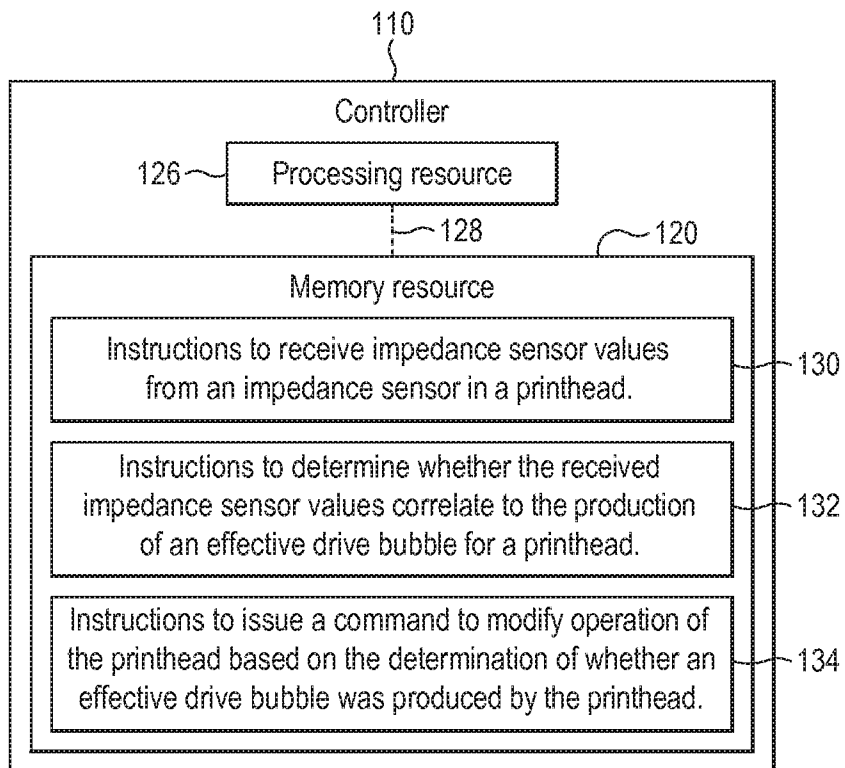 110
Controller
126
Processing resource
128
120
Memory resource
Instructions to receive impedance sensor values
from an impedance sensor in a printhead.
130
Instructions to determine whether the received
impedance sensor values correlate to the production
of an effective drive bubble for a printhead.
132
Instructions to issue a command to modify operation of
the printhead based on the determination of whether an
effective drive bubble was produced by the printhead.
134